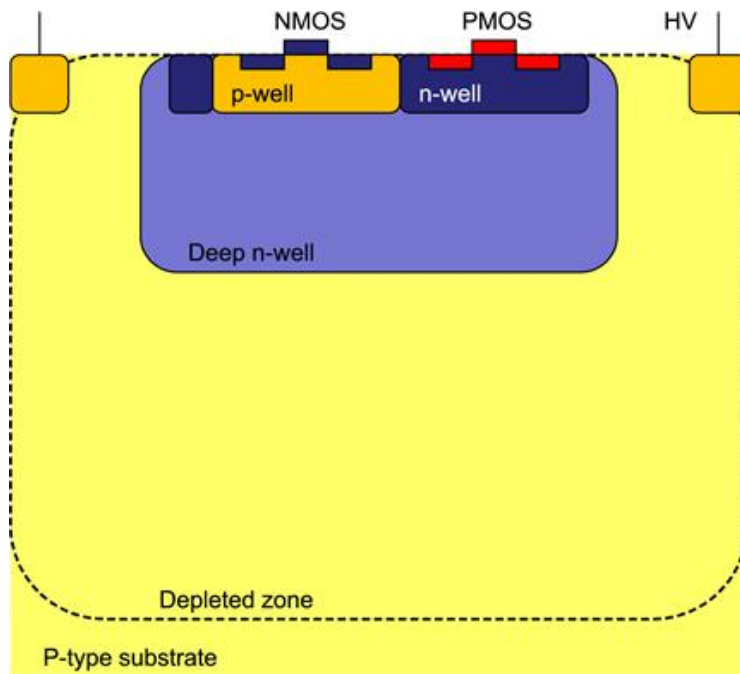 NMOS
PMOS
HV
p-well
n-well
Deep n-well
Depleted zone
P-type substrate